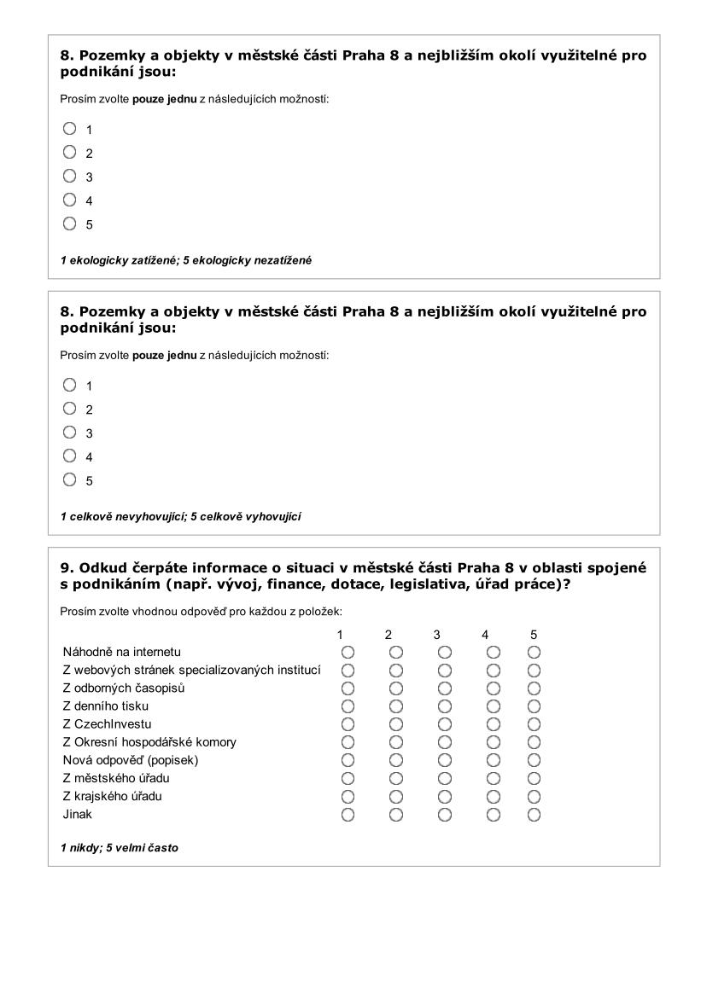 8. Pozemky a objekty v městské části Praha 8 a nejbližším okolí využitelné pro
podnikání jsou:
Prosím zvolte pouze jednu z následujících možností:
1
2
3
4
5
1 ekologicky zatížené; 5 ekologicky nezatížené
8. Pozemky a objekty v městské části Praha 8 a nejbližším okolí využitelné pro
podnikání jsou:
Prosím zvolte pouze jednu z následujících možností:
1
2
3
4
5
1 celkově nevyhovující; 5 celkově vyhovující
9. Odkud čerpáte informace o situaci v městské části Praha 8 v oblasti spojené
s podnikáním (např. vývoj, finance, dotace, legislativa, úřad práce)?
Prosím zvolte vhodnou odpověď pro každou z položek:
1 2 3 4 5
Náhodně na internetu
Z webových stránek specializovaných institucí
Z odborných časopisů
Z denního tisku
Z CzechInvestu
Z Okresní hospodářské komory
Nová odpověď (popisek)
Z městského úřadu
Z krajského úřadu
Jinak
1 nikdy; 5 velmi často